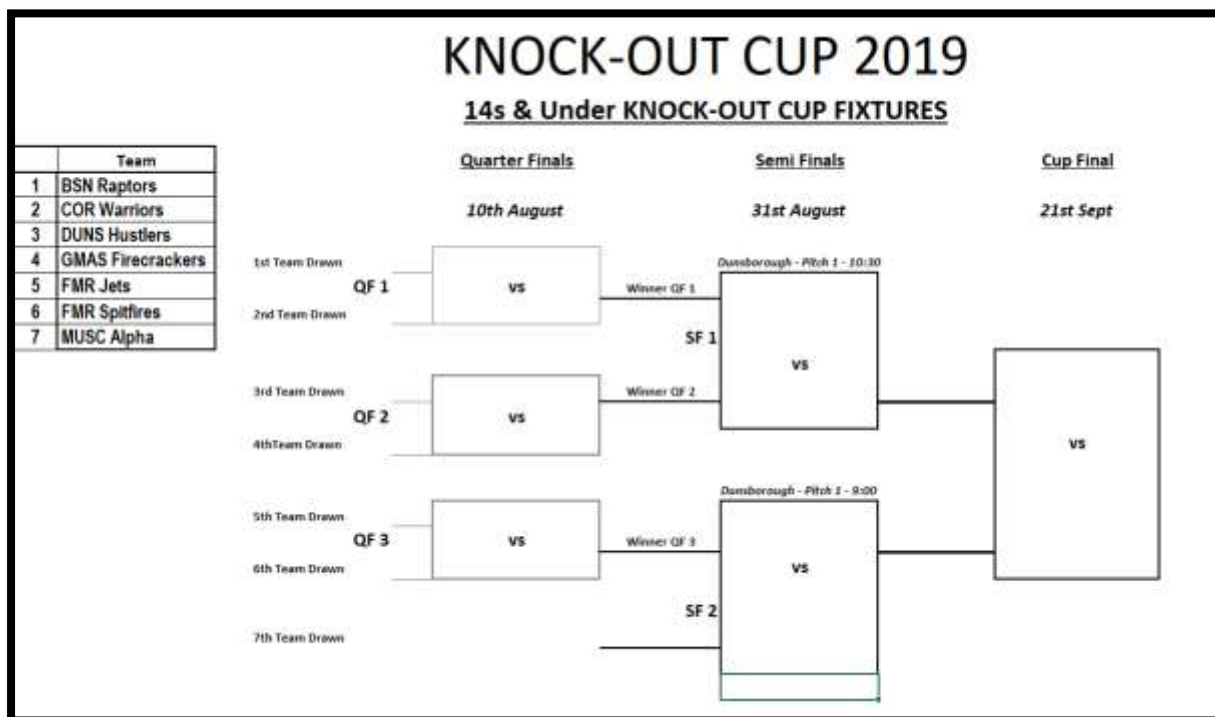 KNOCK-OUT CUP 2019
14s & Under KNOCK-OUT CUP FIXTURES
Team
1 BSN Raptors
2 COR Warriors
3 DUNS Hustlers
4 GMAS Firecrackers
5 FMR Jets
6 FMR Spitfires
7 MUSC Alpha
Quarter Finals Semi Finals Cup Final
10th August 31st August 21st Sept
1st Team Drawn
QF 1
2nd Team Drawn
vs
Winner QF 1
3rd Team Drawn
QF 2
4thTeam Drawn
vs
Winner QF 2
5th Team Drawn
QF 3
6th Team Drawn
vs
Winner QF 3
7th Team Drawn
Dunsborough - Pitch 1 - 10:30
SF 1
vs
Dunsborough - Pitch 1 - 9:00
vs
SF 2
vs